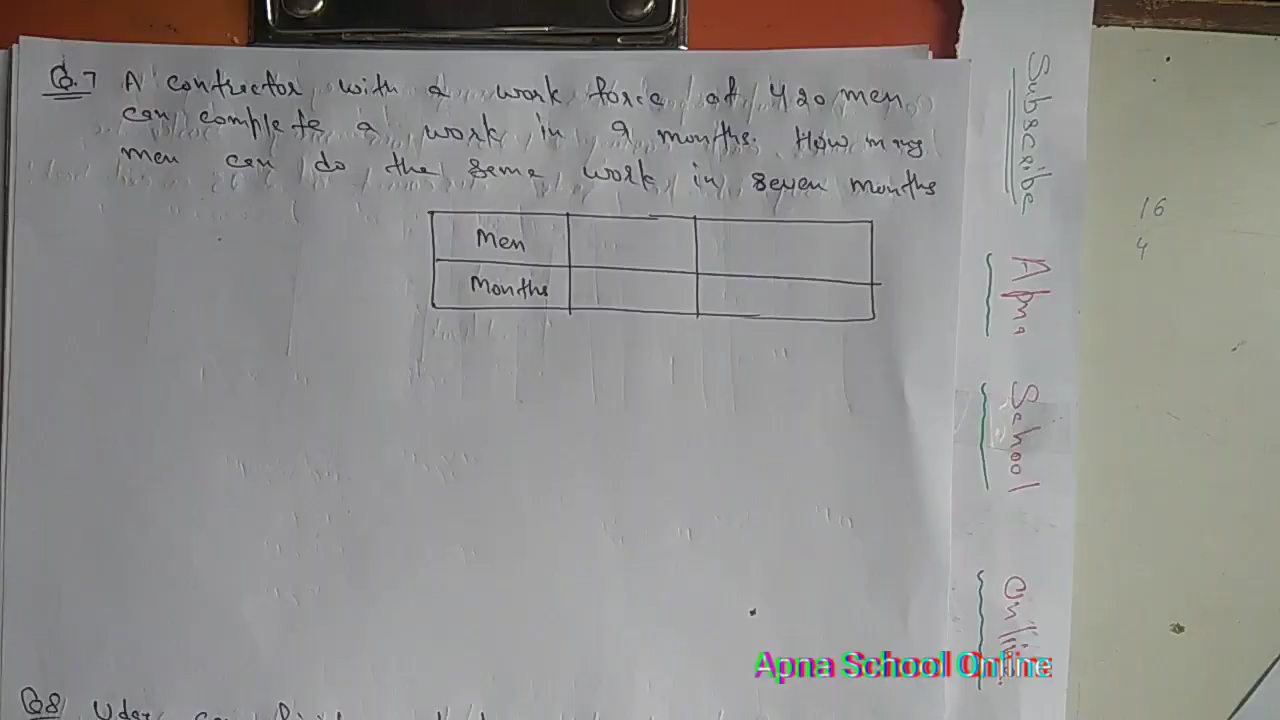 Q.7 A contractor with a work force of 420 men
can complete a work in 9 months. How many
men can do the same work in seven months
Men
Months
Subscribe Apna School Online
16
4
Apna School Online
Q8